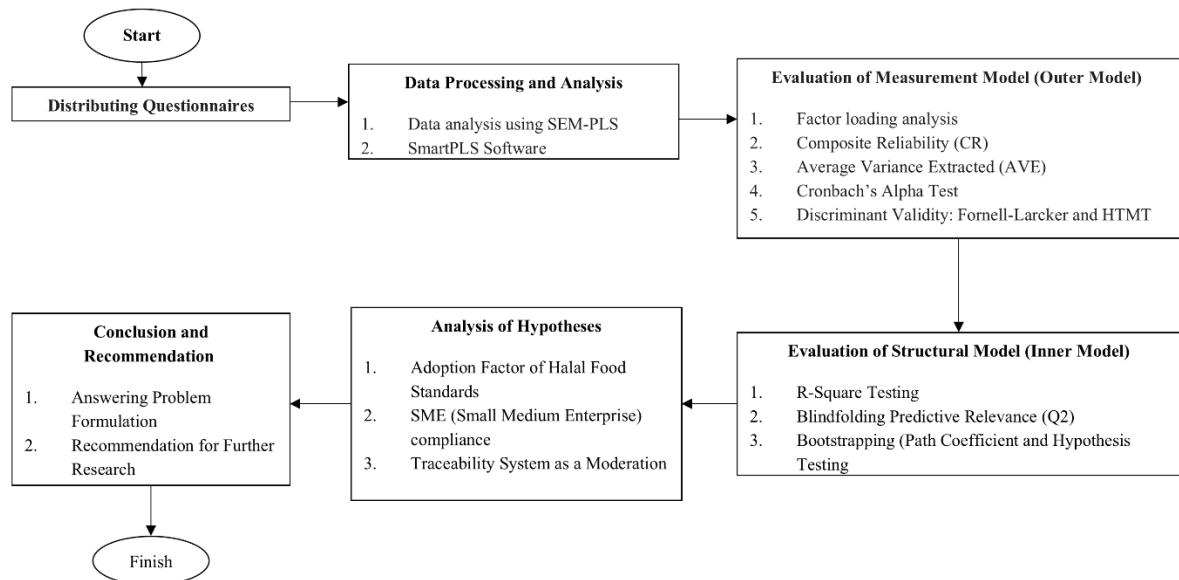 Start
Distributing Questionnaires
Data Processing and Analysis
1. Data analysis using SEM-PLS
2. SmartPLS Software
Evaluation of Measurement Model (Outer Model)
1. Factor loading analysis
2. Composite Reliability (CR)
3. Average Variance Extracted (AVE)
4. Cronbach’s Alpha Test
5. Discriminant Validity: Fornell-Larcker and HTMT
Evaluation of Structural Model (Inner Model)
1. R-Square Testing
2. Blindfolding Predictive Relevance (Q2)
3. Bootstrapping (Path Coefficient and Hypothesis
Testing
Analysis of Hypotheses
1. Adoption Factor of Halal Food
Standards
2. SME (Small Medium Enterprise)
compliance
3. Traceability System as a Moderation
Conclusion and
Recommendation
1. Answering Problem
Formulation
2. Recommendation for Further
Research
Finish